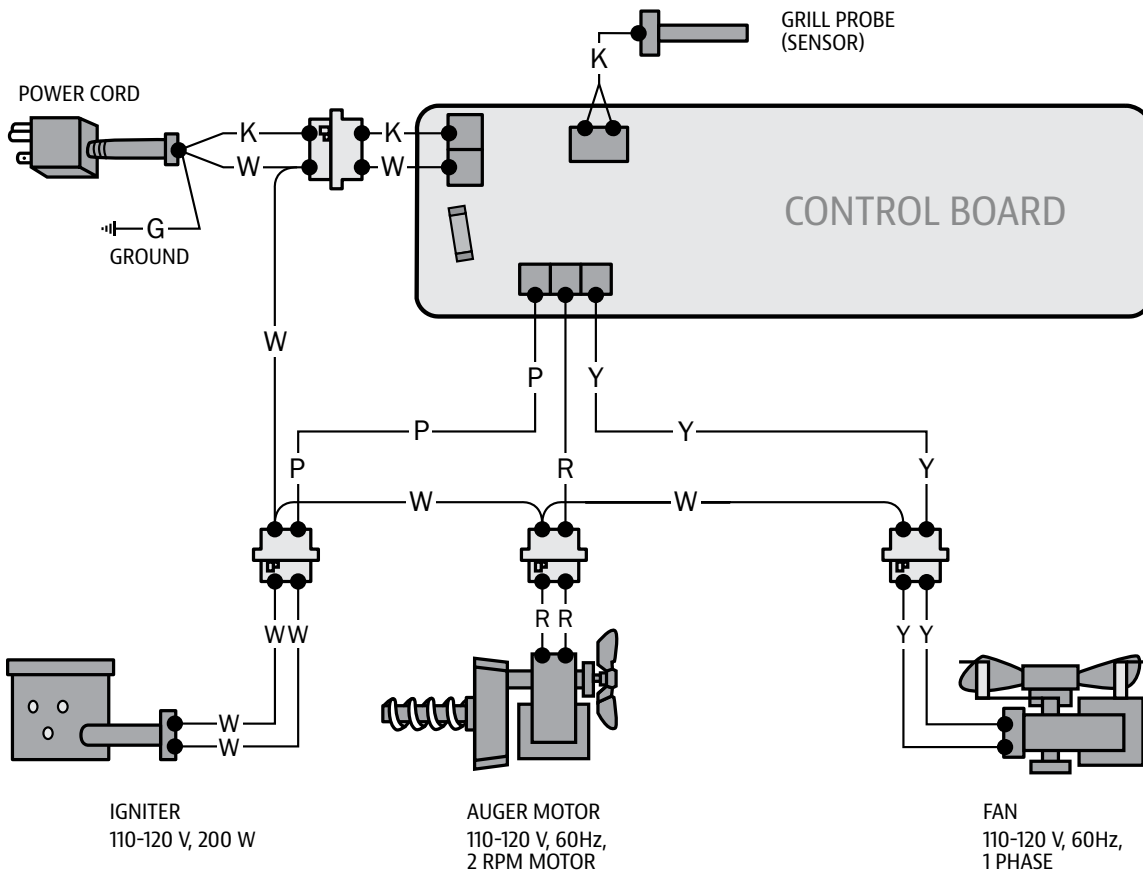 GRILL PROBE
(SENSOR)
K
POWER CORD
K
K
W
W
CONTROL BOARD
G
GROUND
W
P
Y
P
Y
P
R
Y
W
W
R R
W W
Y Y
W
W
IGNITER
110-120 V, 200 W
AUGER MOTOR
110-120 V, 60Hz,
2 RPM MOTOR
FAN
110-120 V, 60Hz,
1 PHASE